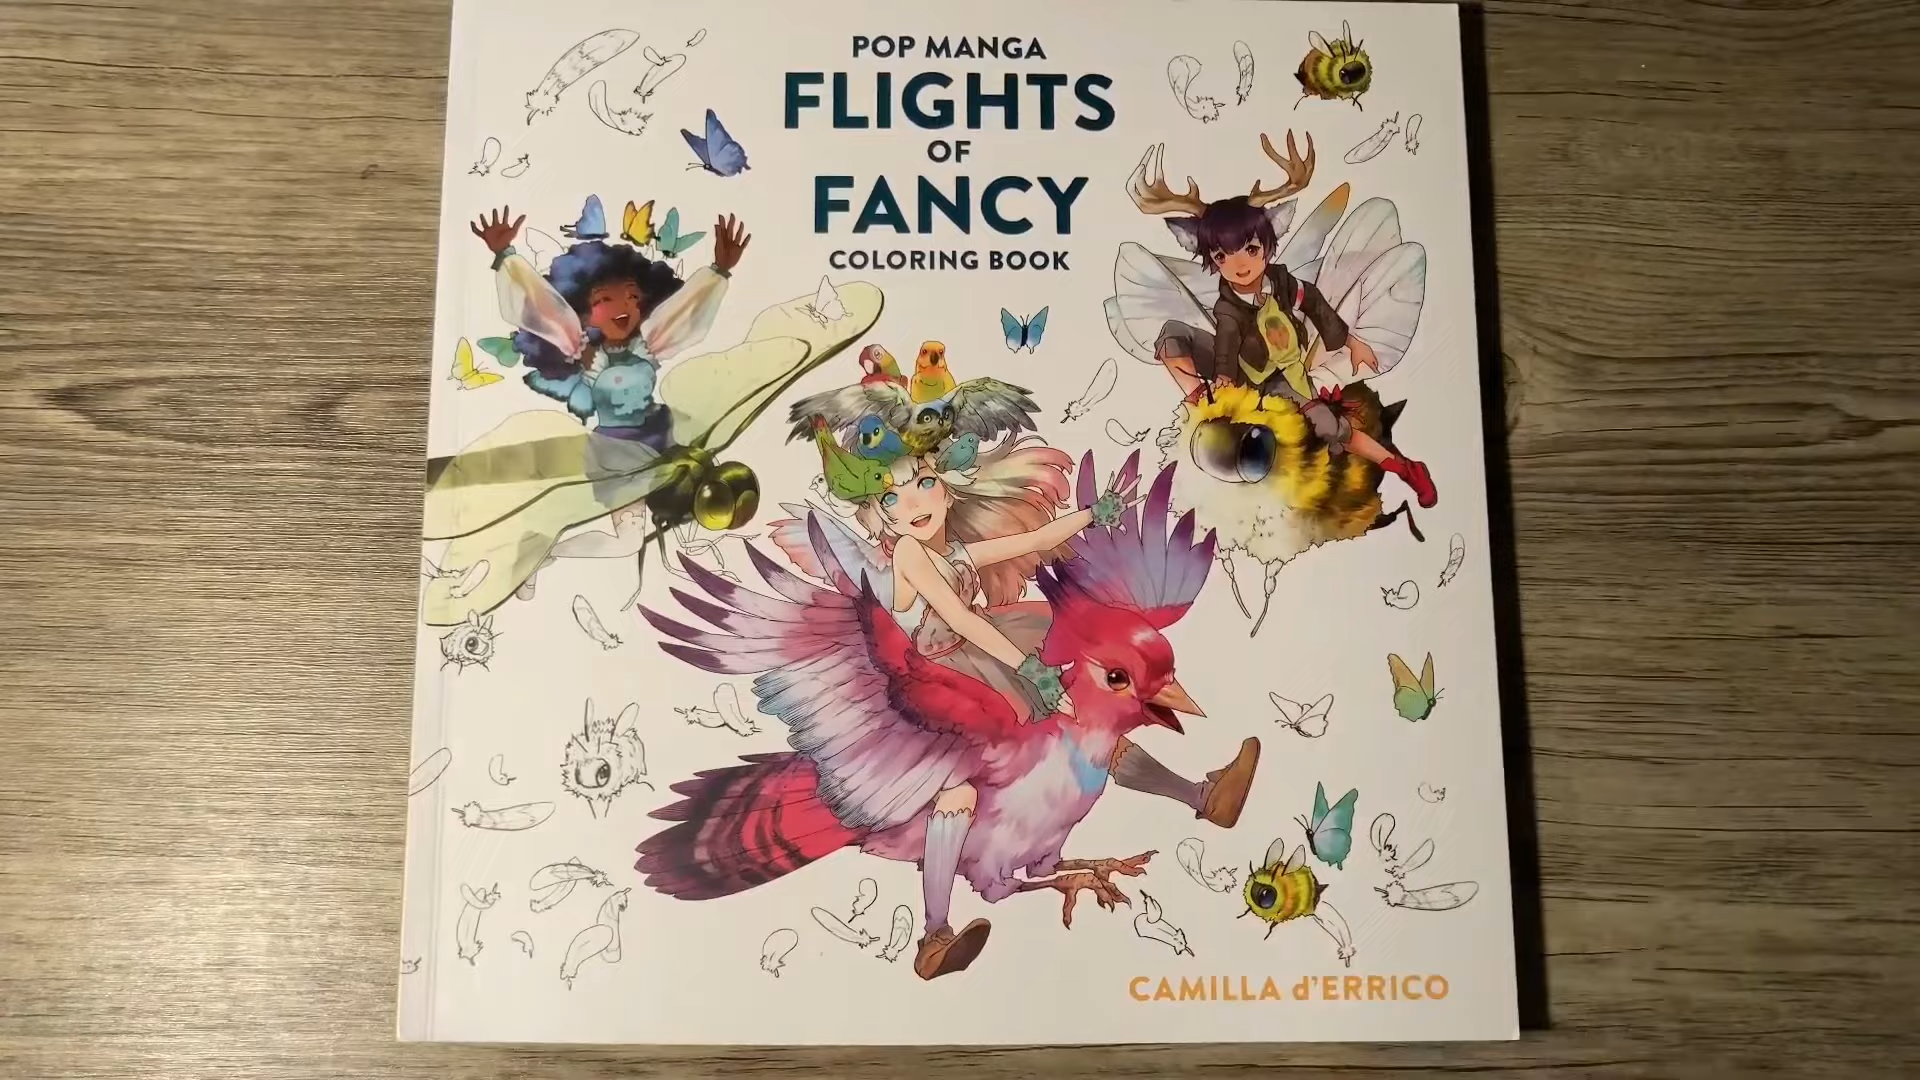 POP MANGA
FLIGHTS
OF
FANCY
COLORING BOOK
CAMILLA d'ERRICO